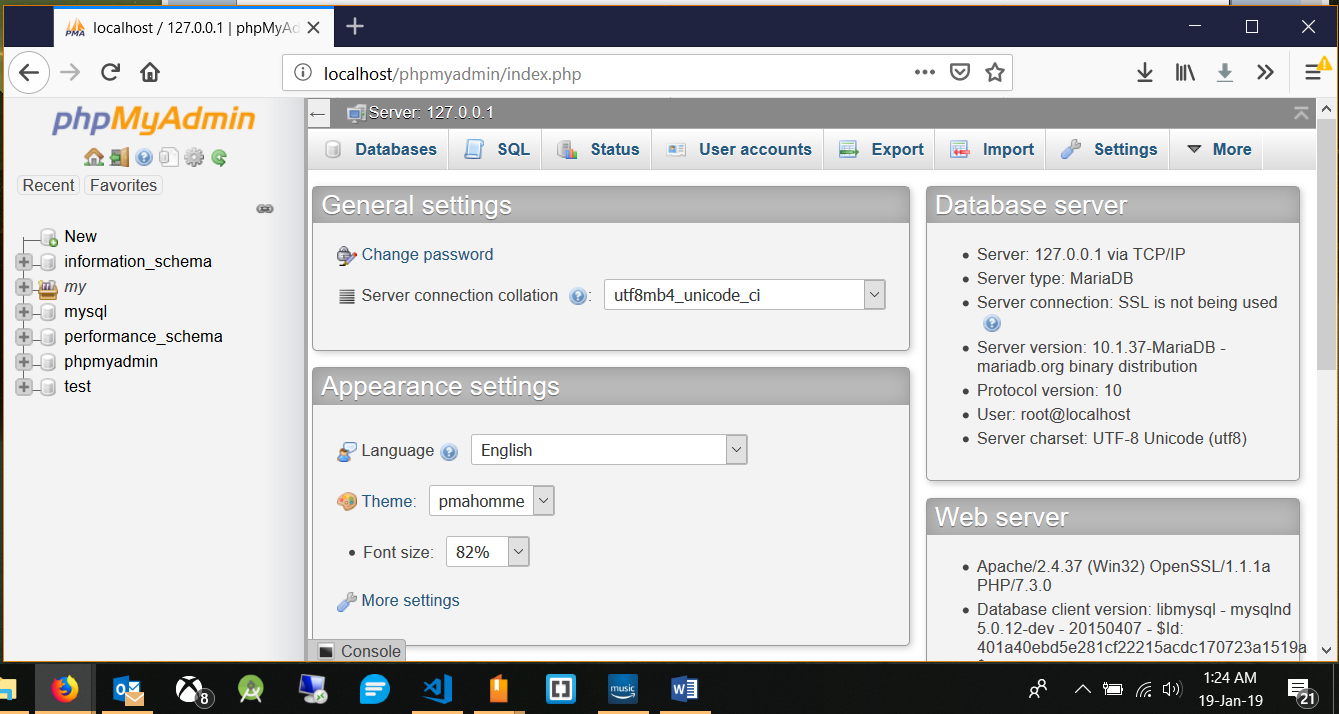 localhost / 127.0.0.1 | phpMyAd
localhost/phpmyadmin/index.php
phpMyAdmin
Recent Favorites
New
information_schema
my
mysql
performance_schema
phpmyadmin
test
Server: 127.0.0.1
Databases SQL Status User accounts Export Import Settings More
General settings
Change password
Server connection collation : utf8mb4_unicode_ci
Appearance settings
Language English
Theme: pmahomme
• Font size: 82%
More settings
Console
Database server
• Server: 127.0.0.1 via TCP/IP
• Server type: MariaDB
• Server connection: SSL is not being used
• Server version: 10.1.37-MariaDB -
mariadb.org binary distribution
• Protocol version: 10
• User: root@localhost
• Server charset: UTF-8 Unicode (utf8)
Web server
• Apache/2.4.37 (Win32) OpenSSL/1.1.1a
PHP/7.3.0
• Database client version: libmysql - mysqlnd
5.0.12-dev - 20150407 - $Id:
401a40ebd5e281cf22215acdc170723a1519a
8
music
1:24 AM
19-Jan-19
21